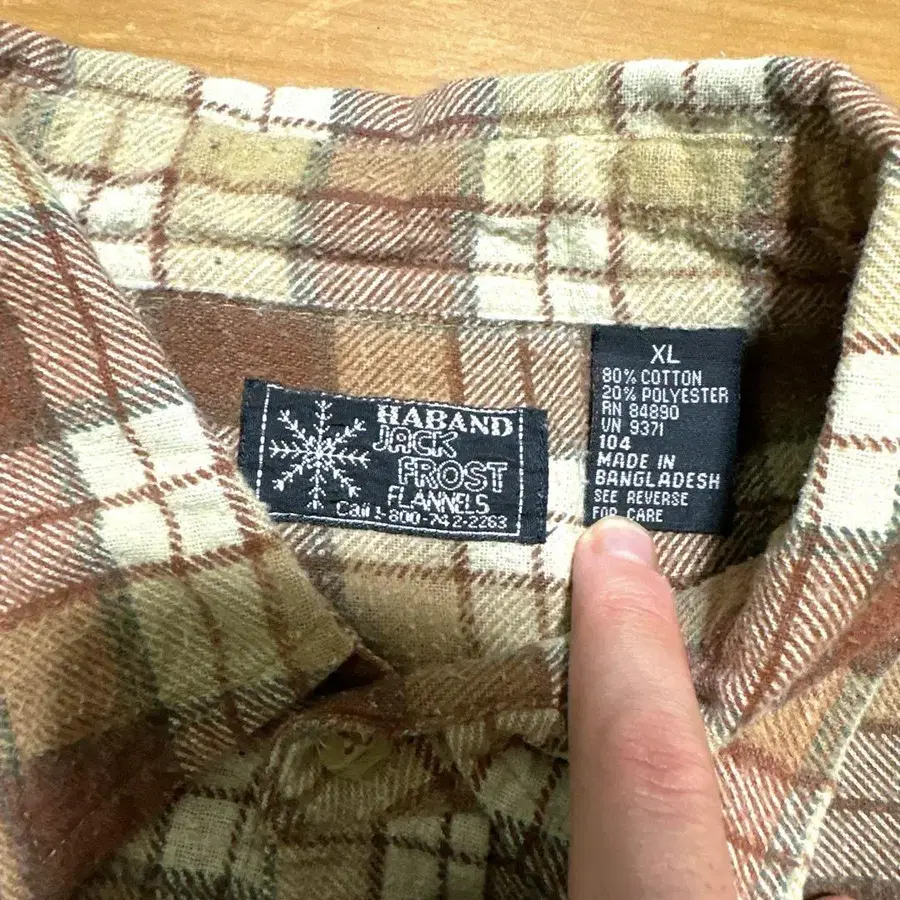 HABAND
JACK
FROST
FLANNELS
Call 1-800-742-2263
XL
80% COTTON
20% POLYESTER
RN 84890
VN 9371
104
MADE IN
BANGLADESH
SEE REVERSE
FOR CARE